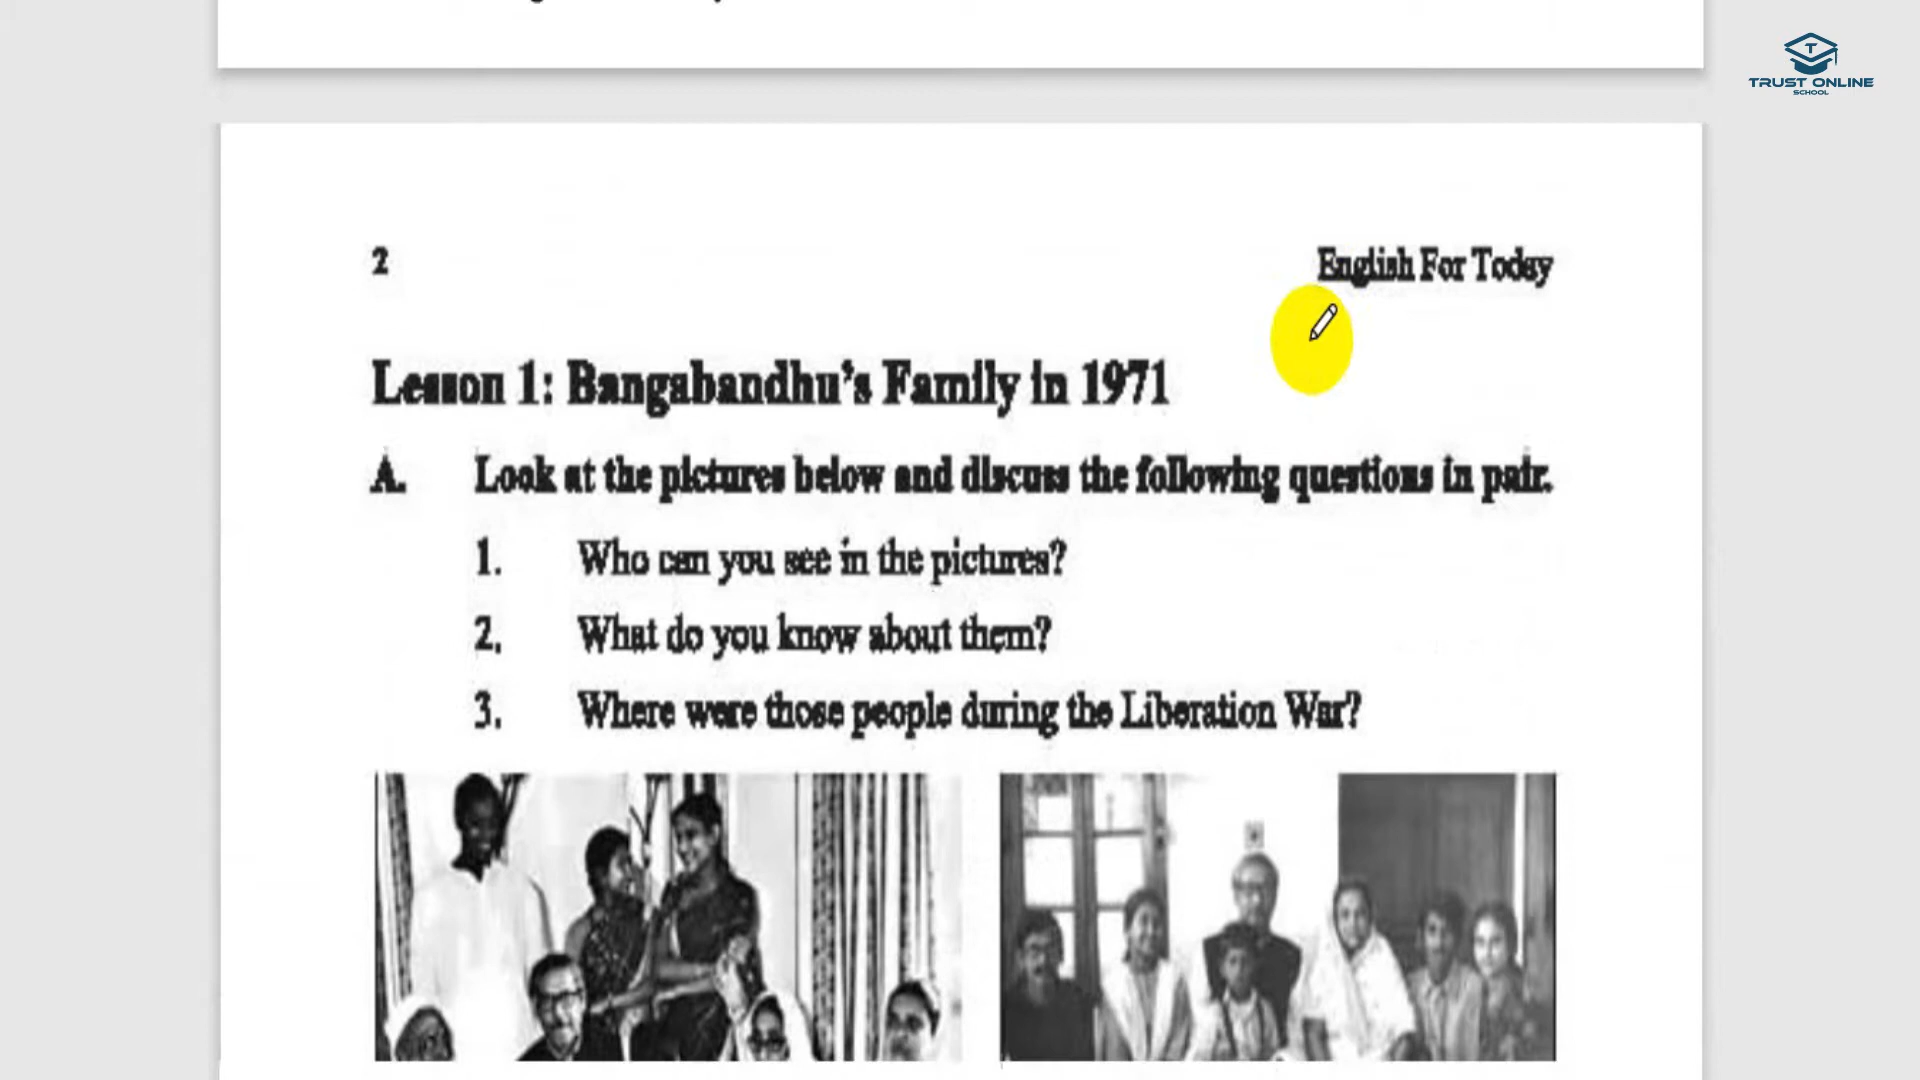 T
TRUST ONLINE
SCHOOL
2
English For Today
Lesson 1: Bangabandhu's Family in 1971
A. Look at the pictures below and discuss the following questions in pair.
1. Who can you see in the pictures?
2. What do you know about them?
3. Where were those people during the Liberation War?